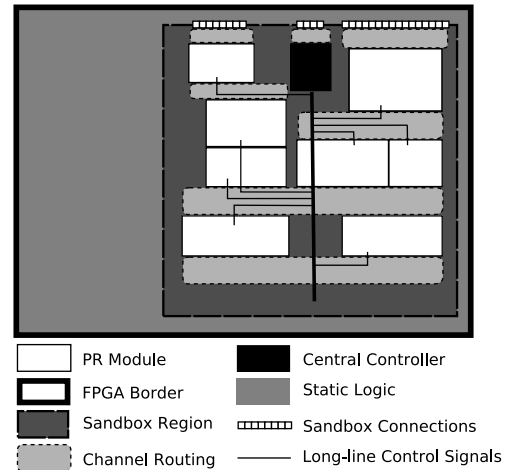 PR Module
Central Controller
FPGA Border
Static Logic
Sandbox Region
Sandbox Connections
Channel Routing
Long-line Control Signals